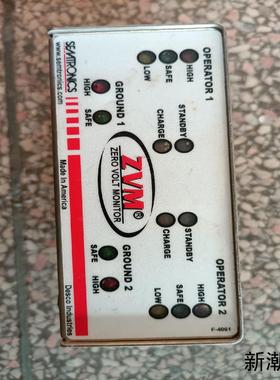 SEMTRONICS
www.semtronics.com
Made in America
Desco Industries
GROUND 1
HIGH
SAFE
ZVM®
ZERO VOLT MONITOR
GROUND 2
SAFE
HIGH
OPERATOR 1
LOW
SAFE
HIGH
CHARGE
STANDBY
CHARGE
STANDBY
OPERATOR 2
LOW
SAFE
HIGH
新潮